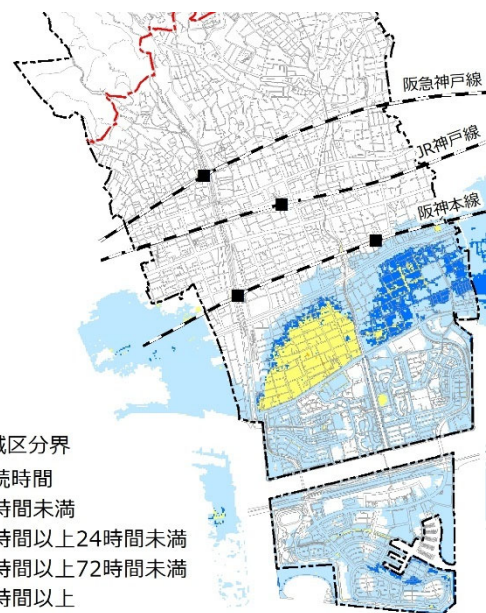 阪急神戸線
JR神戸線
阪神本線
域区分界
続時間
時間未満
時間以上24時間未満
時間以上72時間未満
時間以上